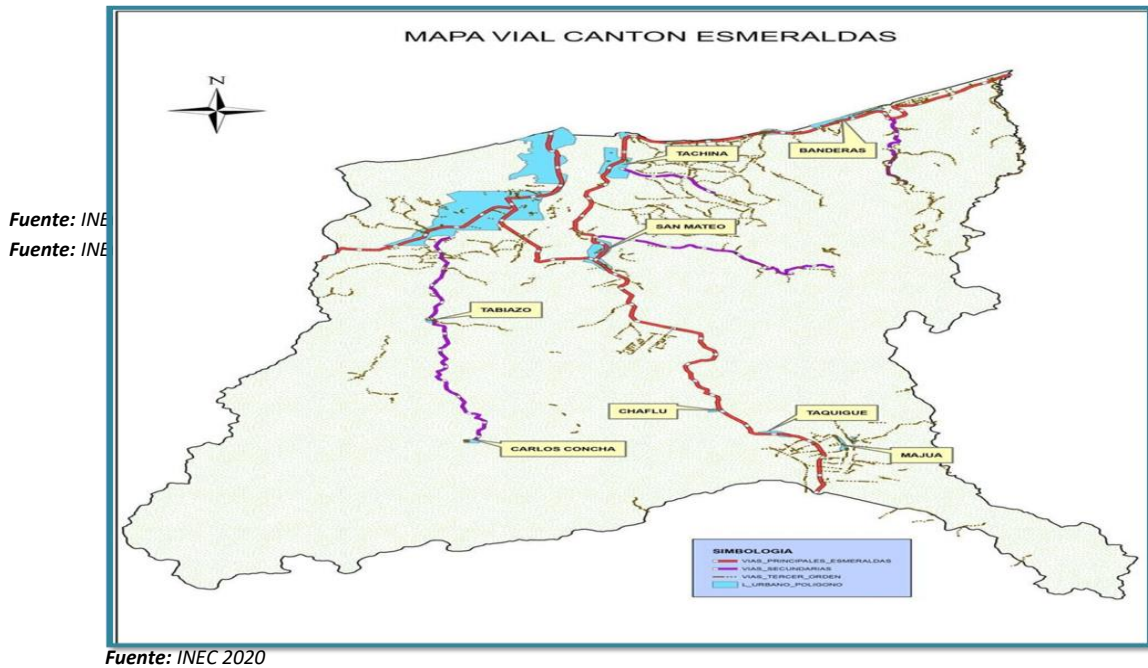 MAPA VIAL CANTON ESMERALDAS
N
TACHINA
BANDERAS
Fuente: INE
SAN MATEO
Fuente: INE
TABIAZO
CHAFLU
TAQUIGUE
CARLOS CONCHA
MAJUA
SIMBOLOGIA
VIAS_PRINCIPALES_ESMERALDAS
VIAS_SECUNDARIAS
VIAS_TERCER_ORDEN
L_URBANO_POLIGONO
Fuente: INEC 2020